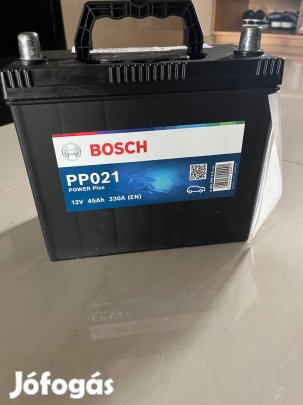 BOSCH
PP021
POWER Plus
12V 45Ah 330A (EN)
Jófogás